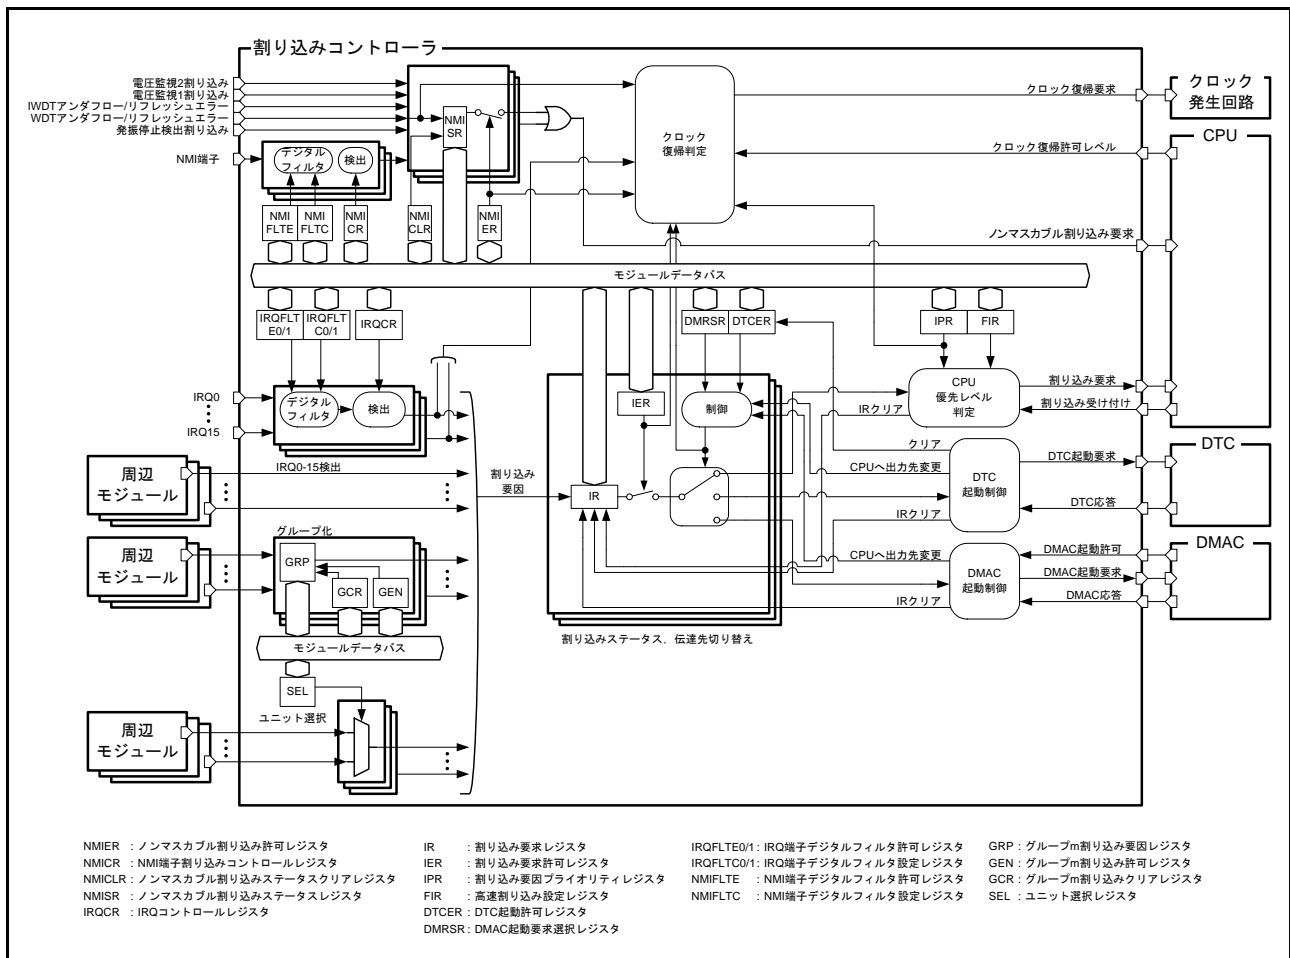 割り込みコントローラ
電圧監視2割り込み
電圧監視1割り込み
IWDTアンダフロー/リフレッシュエラー
WDTアンダフロー/リフレッシュエラー
発振停止検出割り込み
NMI端子
デジタル
フィルタ
検出
NMI
SR
NMI
FLTE
NMI
FLTC
NMI
CR
NMI
CLR
NMI
ER
クロック
復帰判定
クロック復帰要求
クロック復帰許可レベル
ノンマスカブル割り込み要求
クロック
発生回路
CPU
モジュールデータバス
IRQFLT
E0/1
IRQFLT
C0/1
IRQCR
DMRSR
DTCER
IPR
FIR
IRQ0
IRQ15
デジタル
フィルタ
検出
IER
制御
CPU
優先レベル
判定
割り込み要求
割り込み受け付け
IRクリア
クリア
周辺
モジュール
IRQ0-15検出
割り込み
要因
IR
CPUへ出力先変更
IRクリア
DTC
起動制御
DTC起動要求
DTC応答
DTC
周辺
モジュール
グループ化
GRP
GCR
GEN
CPUへ出力先変更
IRクリア
DMAC
起動制御
DMAC起動許可
DMAC起動要求
DMAC応答
DMAC
割り込みステータス、伝達先切り替え
モジュールデータバス
SEL
ユニット選択
周辺
モジュール
NMIER : ノンマスカブル割り込み許可レジスタ
NMICR : NMI端子割り込みコントロールレジスタ
NMICLR : ノンマスカブル割り込みステータスクリアレジスタ
NMISR : ノンマスカブル割り込みステータスレジスタ
IRQCR : IRQコントロールレジスタ
IR : 割り込み要求レジスタ
IER : 割り込み要求許可レジスタ
IPR : 割り込み要因プライオリティレジスタ
FIR : 高速割り込み設定レジスタ
DTCER : DTC起動許可レジスタ
DMRSR : DMAC起動要求選択レジスタ
IRQFLTE0/1 : IRQ端子デジタルフィルタ許可レジスタ
IRQFLTC0/1 : IRQ端子デジタルフィルタ設定レジスタ
NMIFLTE : NMI端子デジタルフィルタ許可レジスタ
NMIFLTC : NMI端子デジタルフィルタ設定レジスタ
GRP : グループm割り込み要因レジスタ
GEN : グループm割り込み許可レジスタ
GCR : グループm割り込みクリアレジスタ
SEL : ユニット選択レジスタ